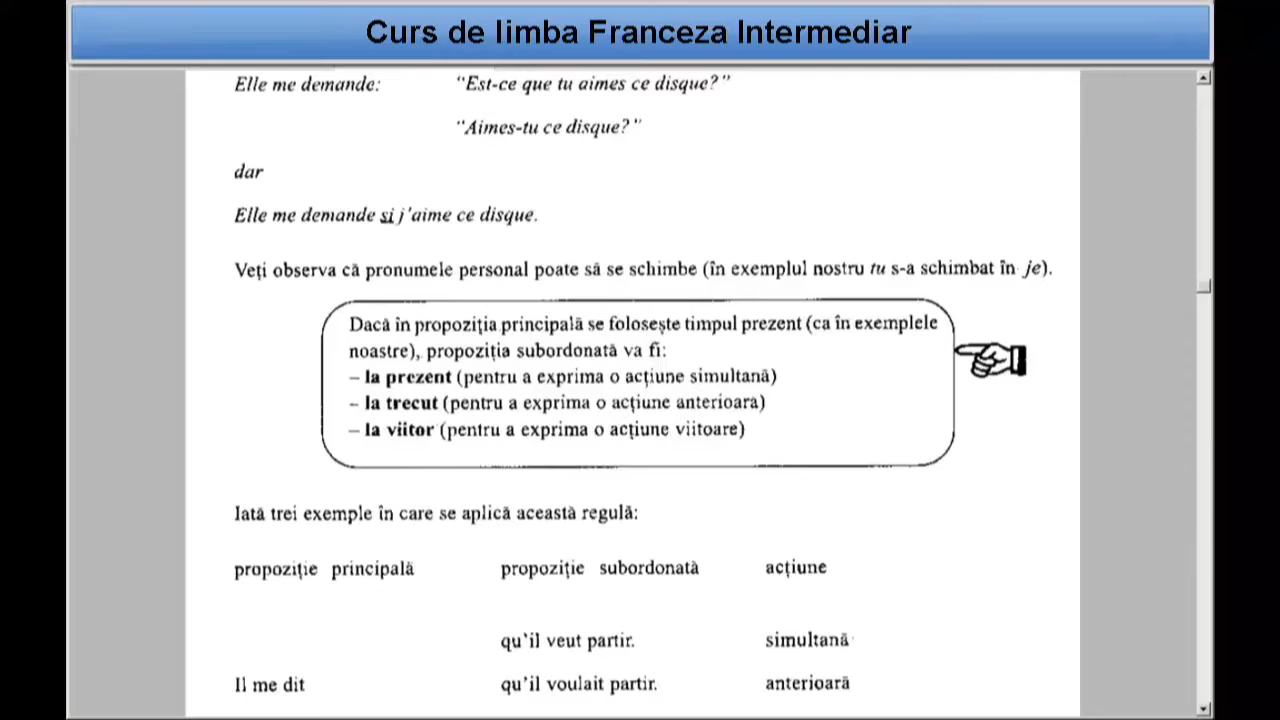 Curs de limba Franceza Intermediar
Elle me demande: "Est-ce que tu aimes ce disque?"
"Aimes-tu ce disque?"
dar
Elle me demande si j'aime ce disque.
Veți observa că pronumele personal poate să se schimbe (în exemplul nostru tu s-a schimbat în je).
Dacă în propoziția principală se folosește timpul prezent (ca în exemplele
noastre), propoziția subordonată va fi:
– la prezent (pentru a exprima o acțiune simultană)
– la trecut (pentru a exprima o acțiune anterioară)
– la viitor (pentru a exprima o acțiune viitoare)
Iată trei exemple în care se aplică această regulă:
propoziție principală propoziție subordonată acțiune
qu'il veut partir. simultană
Il me dit qu'il voulait partir. anterioară